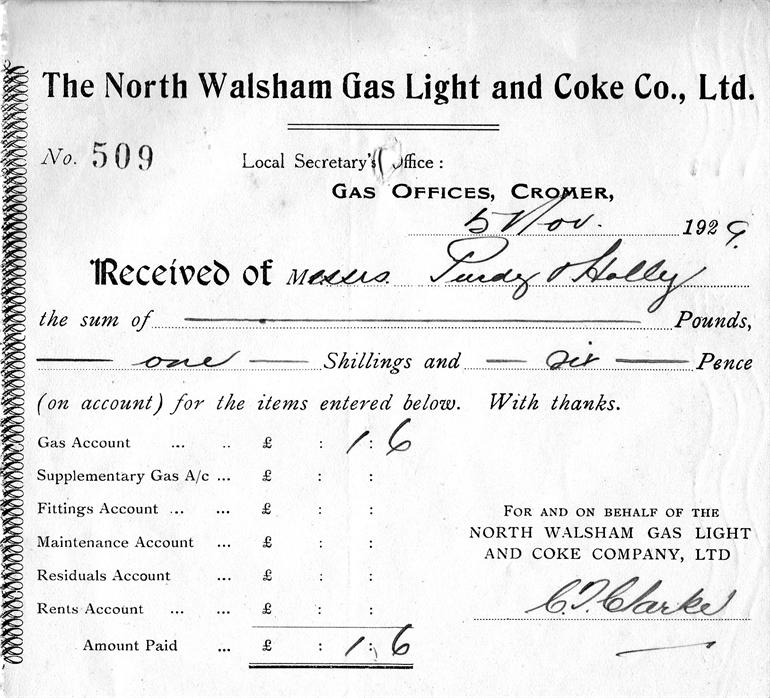 The North Walsham Gas Light and Coke Co., Ltd.
No. 509
Local Secretary's Office :
GAS OFFICES, CROMER,
5 Nov. 1929.
Received of Messrs. Purdy & Holly
the sum of Pounds,
one Shillings and six Pence
(on account) for the items entered below. With thanks.
Gas Account ... .. £ : 1 : 6
Supplementary Gas A/c ... £ : :
Fittings Account ... ... £ : :
Maintenance Account ... £ : :
Residuals Account ... £ : :
Rents Account ... ... £ : :
Amount Paid ... £ : 1 : 6
FOR AND ON BEHALF OF THE
NORTH WALSHAM GAS LIGHT
AND COKE COMPANY, LTD
C.T. Clarke